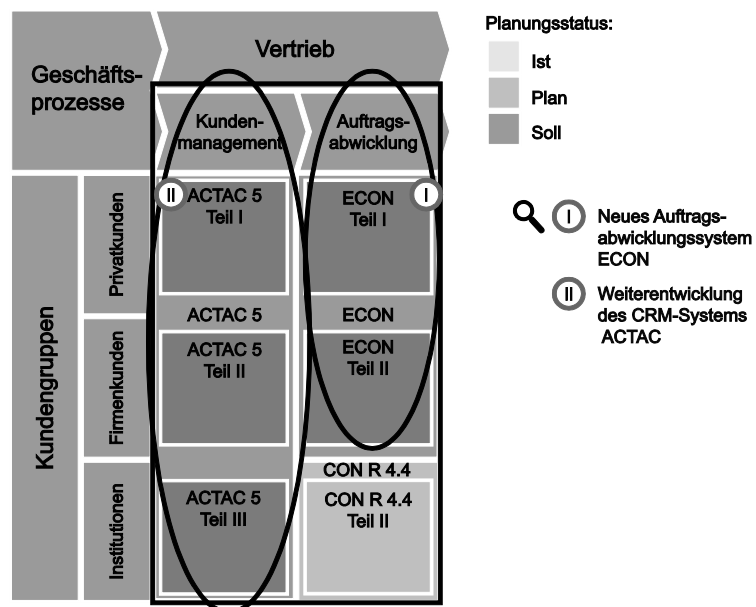 Geschäfts-
prozesse
Vertrieb
Kunden-
management
Auftrags-
abwicklung
Kundengruppen
Privatkunden
II
ACTAC 5
Teil I
ECON
Teil I
I
ACTAC 5
ECON
Firmenkunden
ACTAC 5
Teil II
ECON
Teil II
CON R 4.4
Institutionen
ACTAC 5
Teil III
CON R 4.4
Teil II
Planungsstatus:
Ist
Plan
Soll
I
Neues Auftrags-
abwicklungssystem
ECON
II
Weiterentwicklung
des CRM-Systems
ACTAC